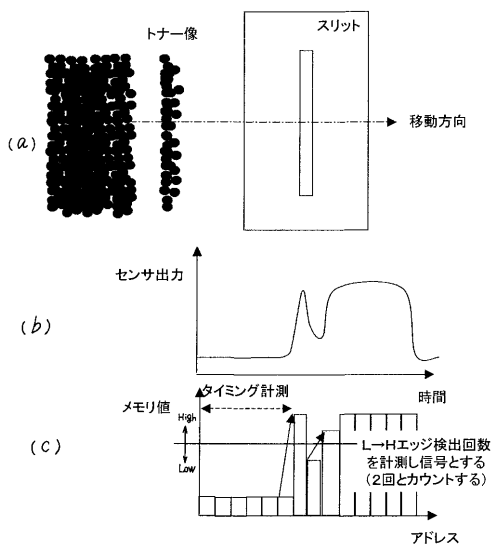 トナー像
スリット
(a)
移動方向
センサ出力
(b)
時間
タイミング計測
メモリ値
High
Low
(c)
L→Hエッジ検出回数
を計測し信号とする
(2回とカウントする)
アドレス